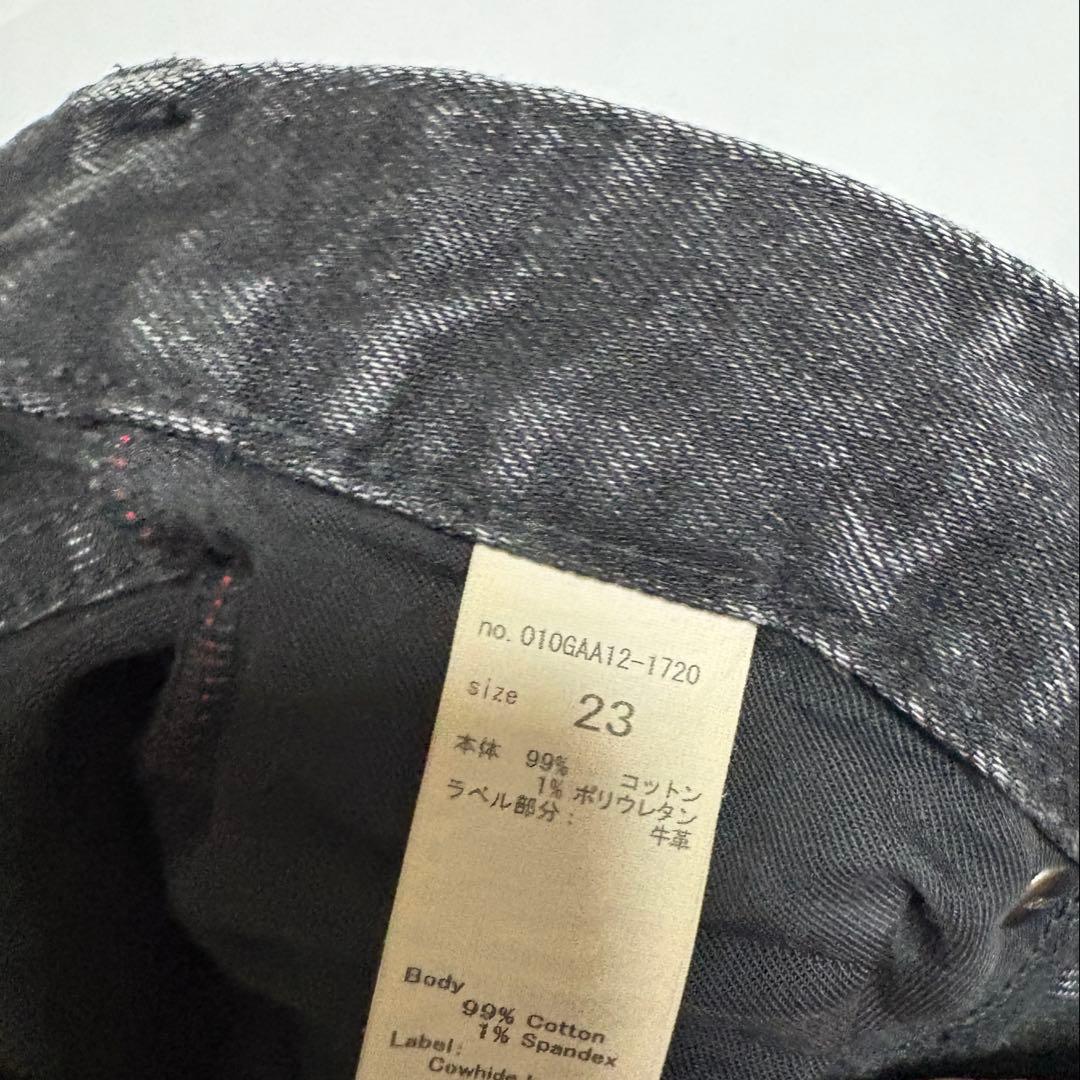 no. 010GAA12-1720
size 23
本体 99% コットン
1% ポリウレタン
ラベル部分: 牛革
Body
99% Cotton
1% Spandex
Label:
Cowhide